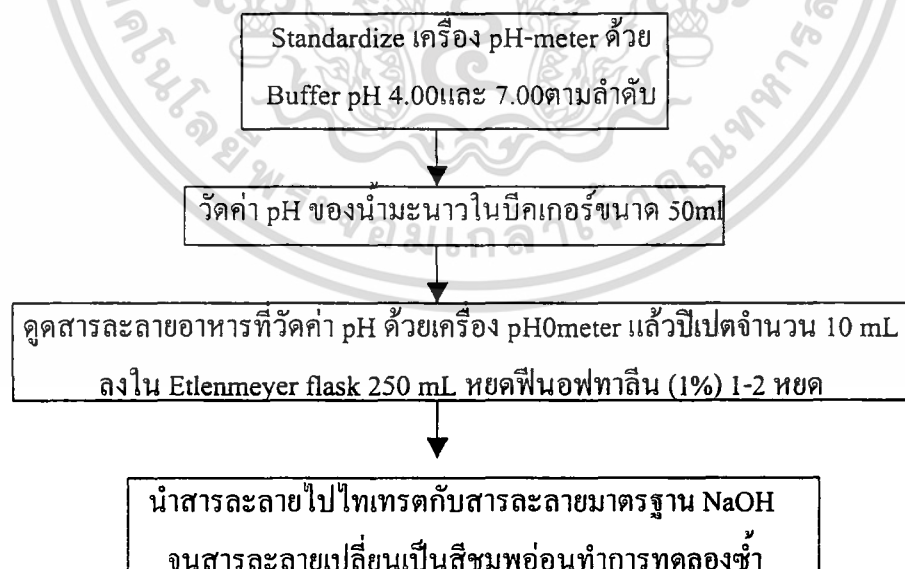 Standardize เครื่อง pH-meter ด้วย
Buffer pH 4.00และ 7.00ตามลำดับ
วัดค่า pH ของน้ำมะนาวในบีคเกอร์ขนาด 50ml
ดูดสารละลายอาหารที่วัดค่า pH ด้วยเครื่อง pH0meter แล้วปิเปตจำนวน 10 mL
ลงใน Etlenmeyer flask 250 mL หยดฟีนอฟทาลีน (1%) 1-2 หยด
นำสารละลายไปไทเทรตกับสารละลายมาตรฐาน NaOH
จนสารละลายเปลี่ยนเป็นสีชมพอ่อนทำการทดลองซ้ำ